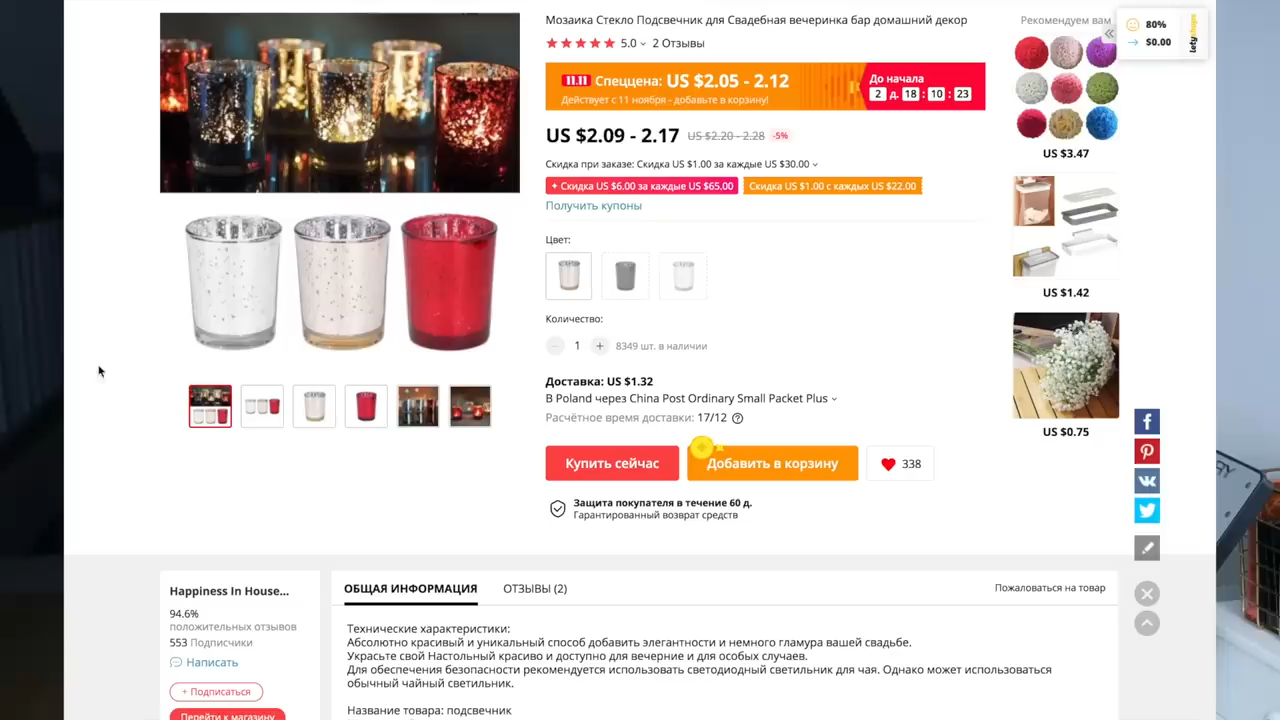 Мозаика Стекло Подсвечник для Свадебная вечеринка бар домашний декор
5.0
2 Отзывы
11.11 Спеццена: US $2.05 - 2.12
Действует с 11 ноября - добавьте в корзину!
До начала
2 д. 18 : 10 : 23
US $2.09 - 2.17 US $2.20 - 2.28 -5%
Скидка при заказе: Скидка US $1.00 за каждые US $30.00
Скидка US $6.00 за каждые US $65.00
Скидка US $1.00 с каждых US $22.00
Получить купоны
Цвет:
Количество:
1
8349 шт. в наличии
Доставка: US $1.32
В Poland через China Post Ordinary Small Packet Plus
Расчётное время доставки: 17/12
Купить сейчас
Добавить в корзину
338
Защита покупателя в течение 60 д.
Гарантированный возврат средств
Рекомендуем вам
80%
$0.00
letyshops
US $3.47
US $1.42
US $0.75
Happiness In House...
94.6%
положительных отзывов
553 Подписчики
Написать
+ Подписаться
Перейти к магазину
ОБЩАЯ ИНФОРМАЦИЯ
ОТЗЫВЫ (2)
Пожаловаться на товар
Технические характеристики:
Абсолютно красивый и уникальный способ добавить элегантности и немного гламура вашей свадьбе.
Украсьте свой Настольный красиво и доступно для вечерние и для особых случаев.
Для обеспечения безопасности рекомендуется использовать светодиодный светильник для чая. Однако может использоваться
обычный чайный светильник.
Название товара: подсвечник